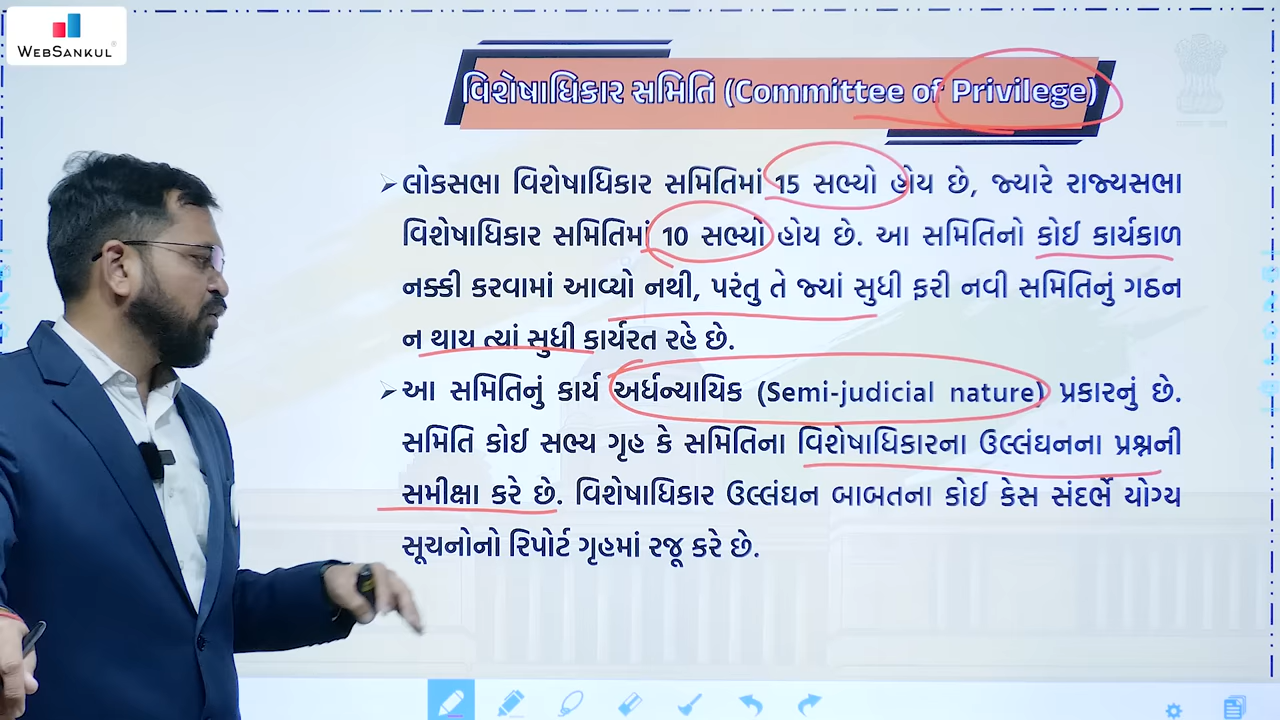 WEBSANKUL
વિશેષાધિકાર સમિતિ (Committee of Privilege)
લોકસભા વિશેષાધિકાર સમિતિમાં 15 સભ્યો હોય છે, જ્યારે રાજ્યસભા
વિશેષાધિકાર સમિતિમાં 10 સભ્યો હોય છે. આ સમિતિનો કોઈ કાર્યકાળ
નક્કી કરવામાં આવ્યો નથી, પરંતુ તે જ્યાં સુધી ફરી નવી સમિતિનું ગઠન
ન થાય ત્યાં સુધી કાર્યરત રહે છે.
આ સમિતિનું કાર્ય અર્ધન્યાયિક (Semi-judicial nature) પ્રકારનું છે.
સમિતિ કોઈ સભ્ય ગૃહ કે સમિતિના વિશેષાધિકારના ઉલ્લંઘનના પ્રશ્નની
સમીક્ષા કરે છે. વિશેષાધિકાર ઉલ્લંઘન બાબતના કોઈ કેસ સંદર્ભે યોગ્ય
સૂચનોનો રિપોર્ટ ગૃહમાં રજૂ કરે છે.